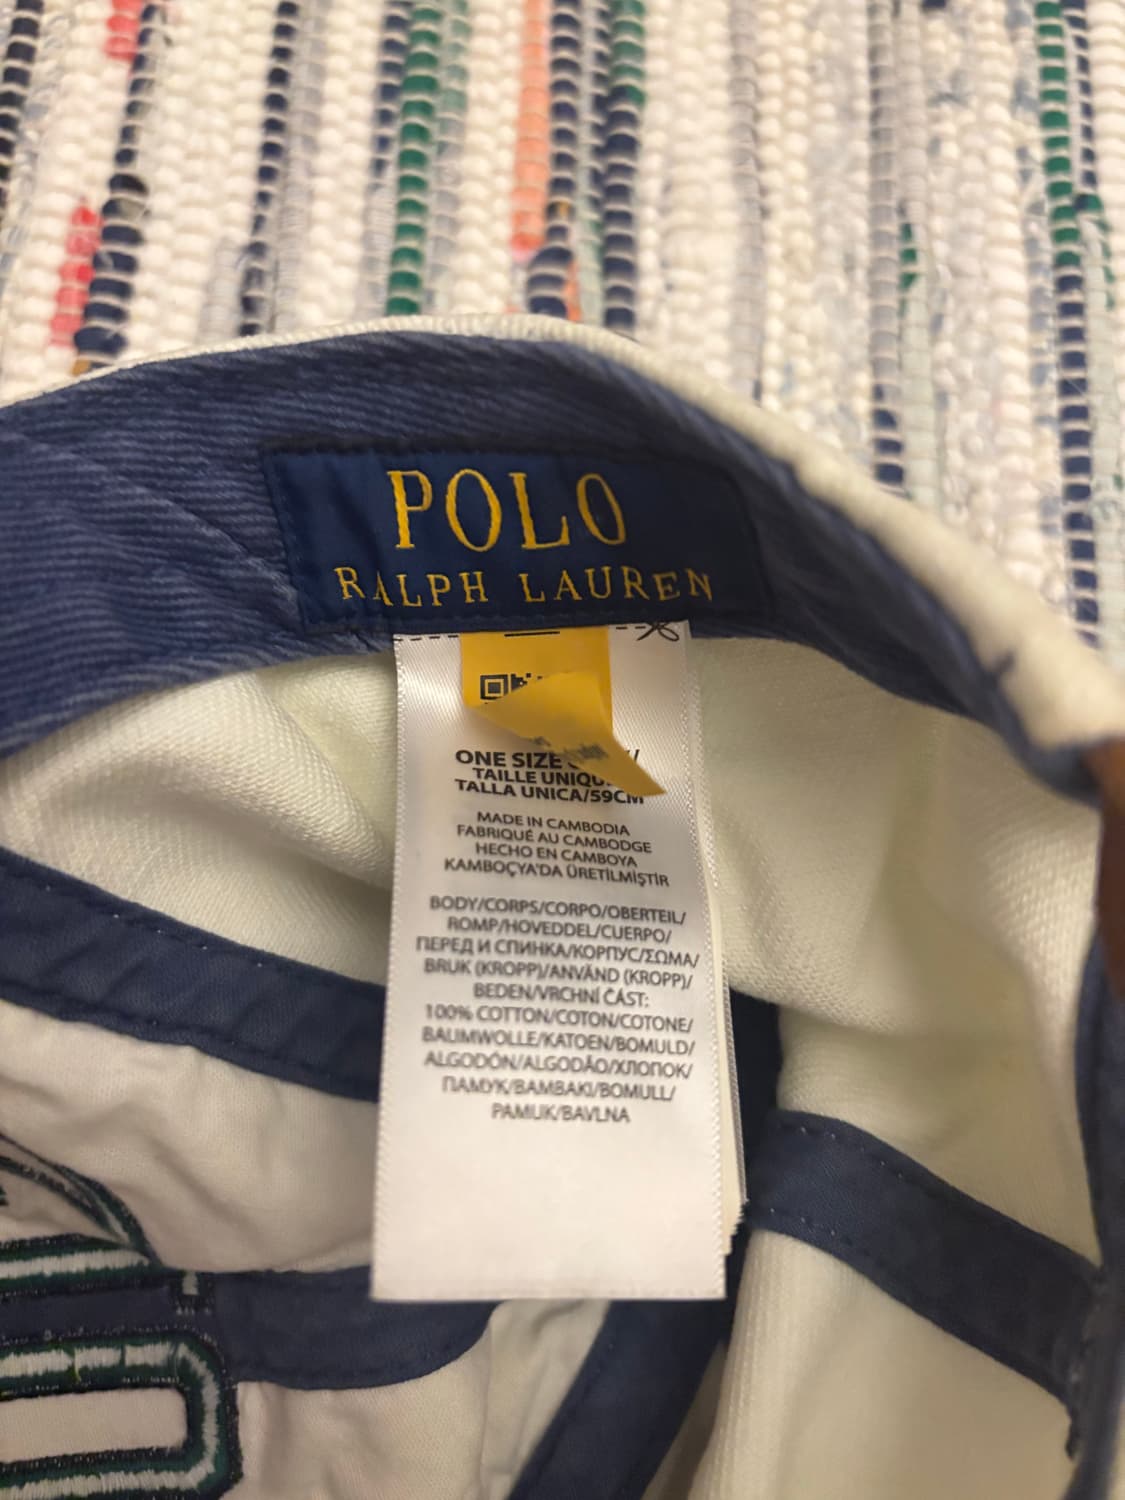 POLO
RALPH LAUREN
ONE SIZE
TAILLE UNIQU
TALLA UNICA/59CM
MADE IN CAMBODIA
FABRIQUÉ AU CAMBODGE
HECHO EN CAMBOYA
KAMBOÇYA'DA ÜRETİLMİŞTİR
BODY/CORPS/CORPO/OBERTEIL/
ROMP/HOVEDDEL/CUERPO/
ПЕРЕД И СПИНКА/КОРПУС/ΣΩΜΑ/
BRUK (KROPP)/ANVÄND (KROPP)/
BEDEN/VRCHNÍ ČÁST:
100% COTTON/COTON/COTONE/
BAUMWOLLE/KATOEN/BOMULD/
ALGODÓN/ALGODÃO/ХЛОПОК/
ПАМУК/BAMBAKI/BOMULL/
PAMUK/BAVLNA